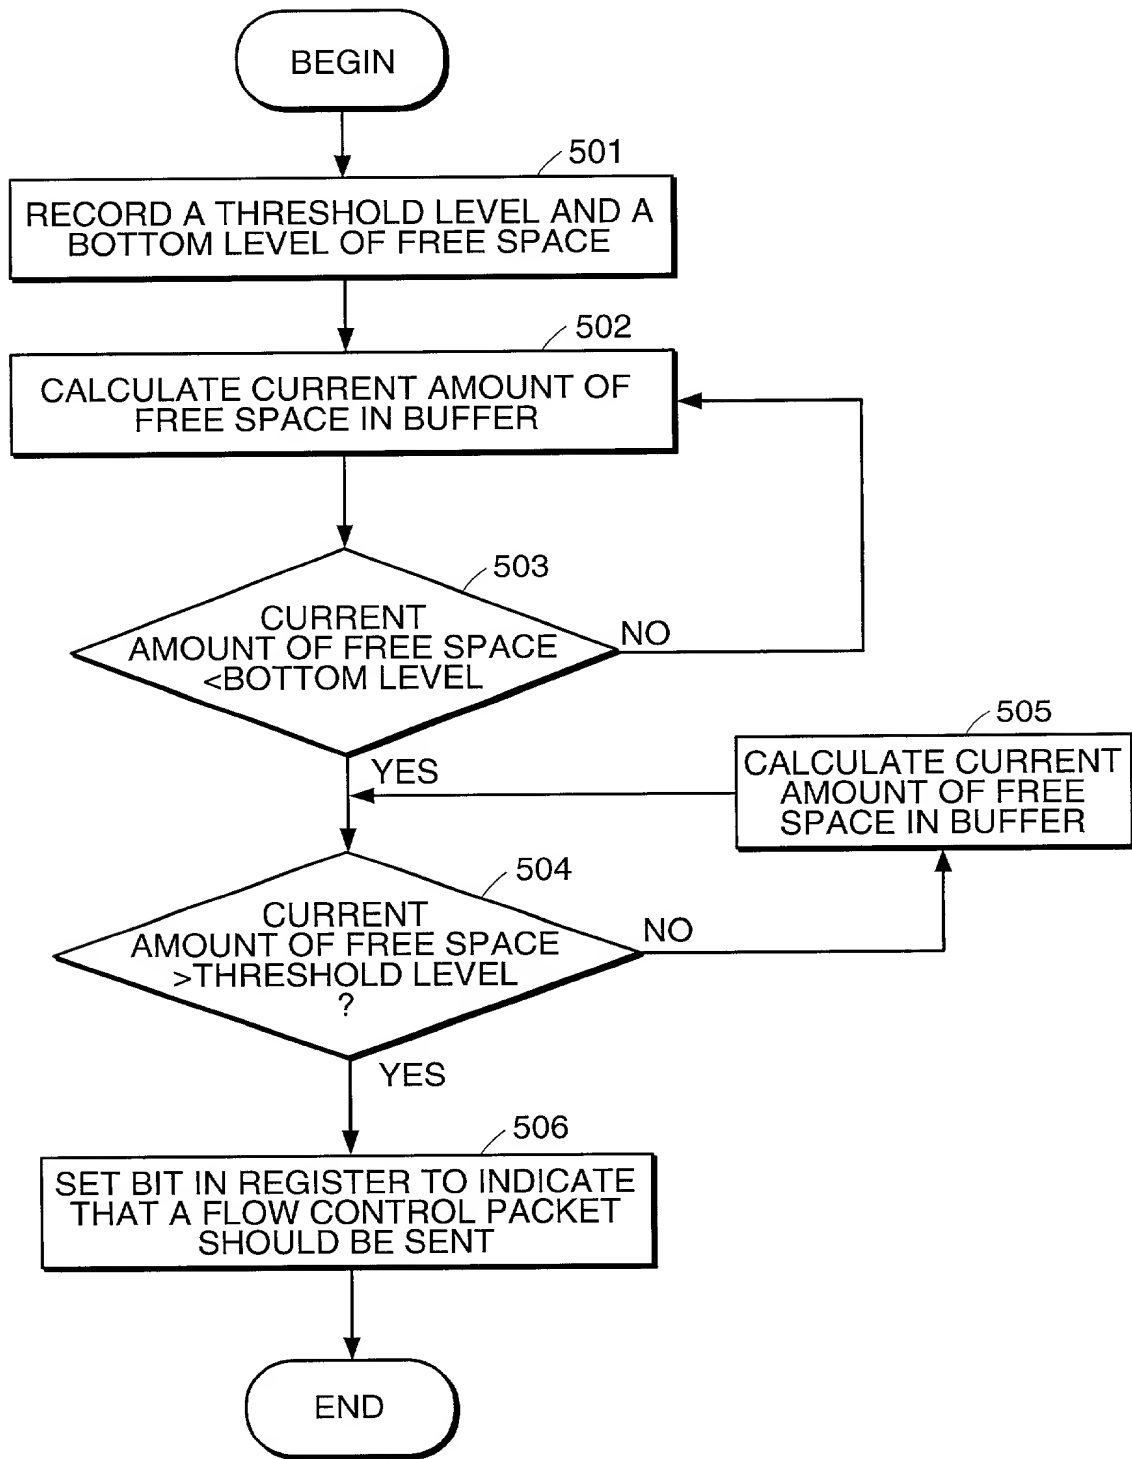 BEGIN
501
RECORD A THRESHOLD LEVEL AND A
BOTTOM LEVEL OF FREE SPACE
502
CALCULATE CURRENT AMOUNT OF
FREE SPACE IN BUFFER
503
CURRENT
AMOUNT OF FREE SPACE
<BOTTOM LEVEL
NO
YES
505
CALCULATE CURRENT
AMOUNT OF FREE
SPACE IN BUFFER
504
CURRENT
AMOUNT OF FREE SPACE
>THRESHOLD LEVEL
?
NO
YES
506
SET BIT IN REGISTER TO INDICATE
THAT A FLOW CONTROL PACKET
SHOULD BE SENT
END